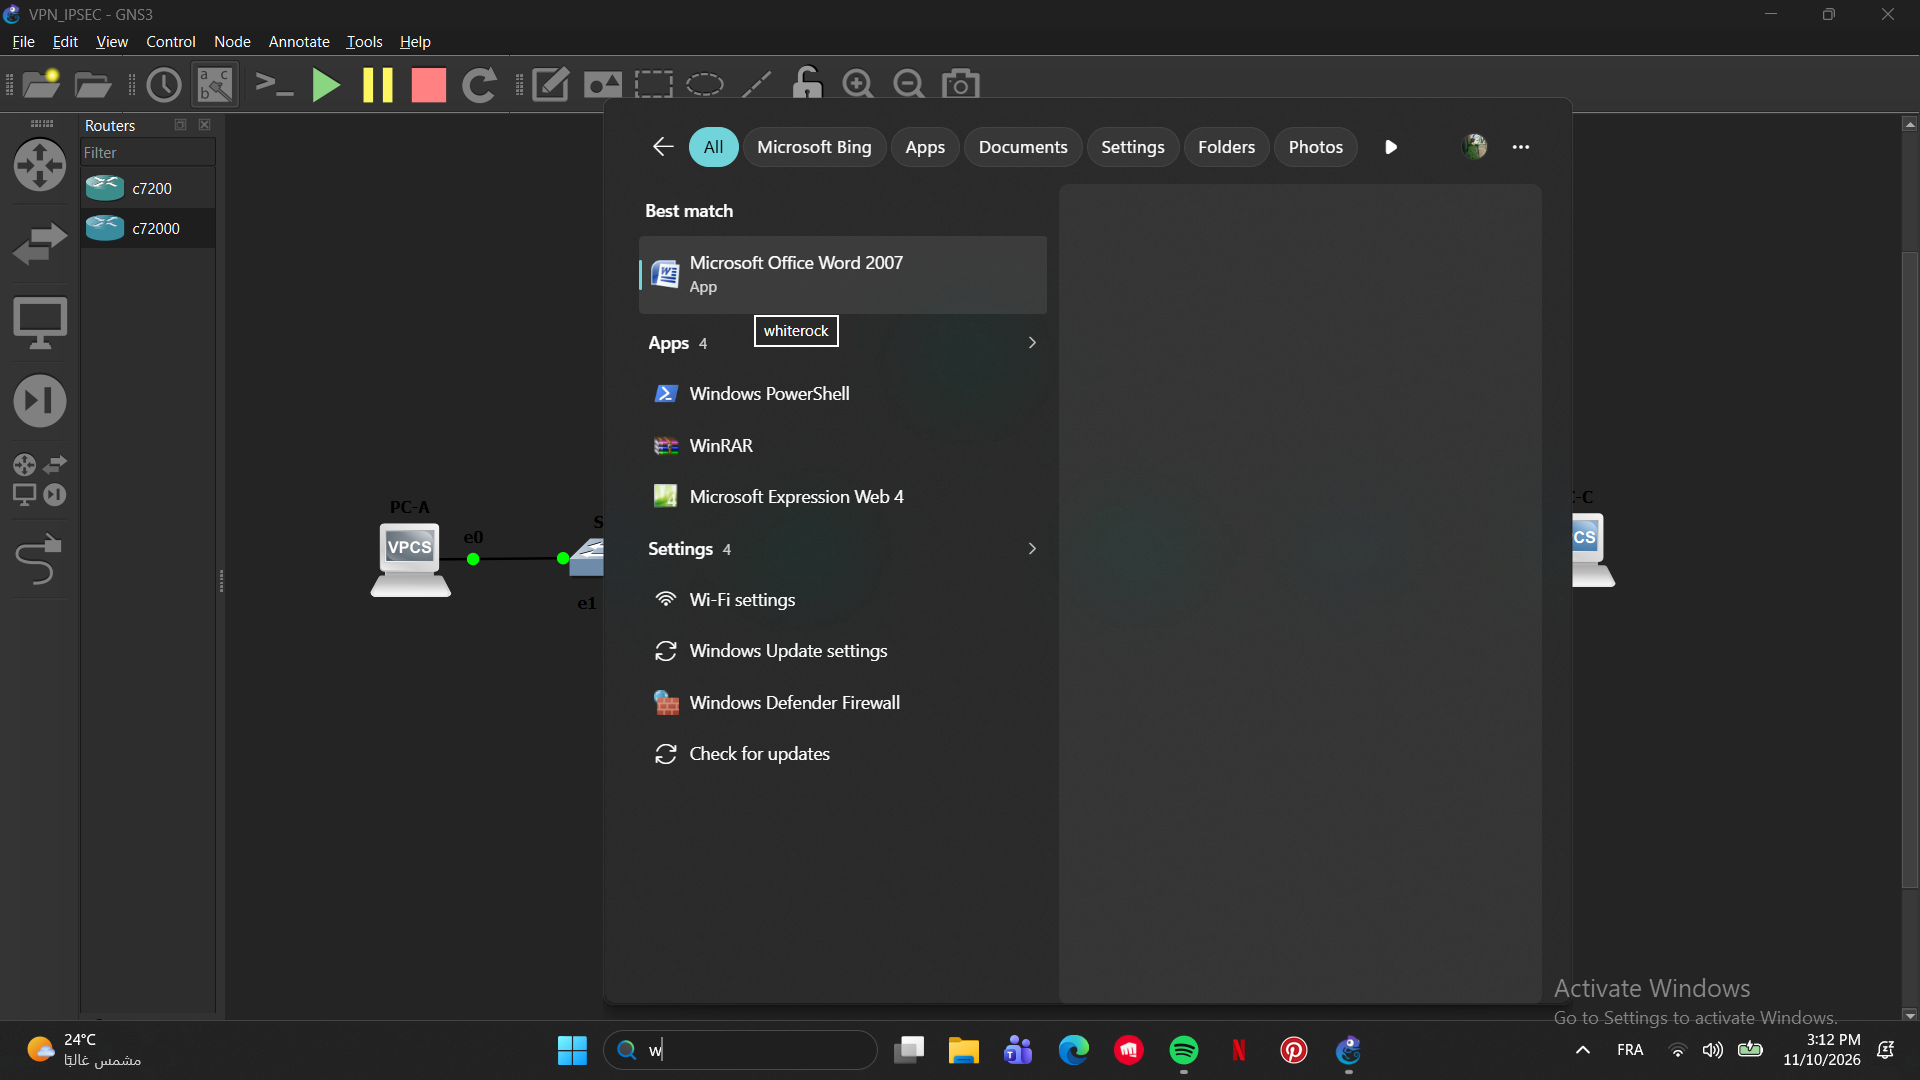 VPN_IPSEC - GNS3
File Edit View Control Node Annotate Tools Help
Routers
Filter
c7200
c72000
All Microsoft Bing Apps Documents Settings Folders Photos
Best match
Microsoft Office Word 2007
App
whiterock
Apps 4
Windows PowerShell
WinRAR
Microsoft Expression Web 4
Settings 4
Wi-Fi settings
Windows Update settings
Windows Defender Firewall
Check for updates
PC-A
VPCS
e0
S
e1
-C
CS
Activate Windows
Go to Settings to activate Windows.
24°C
مشمس غالبًا
w
FRA
3:12 PM
11/10/2026